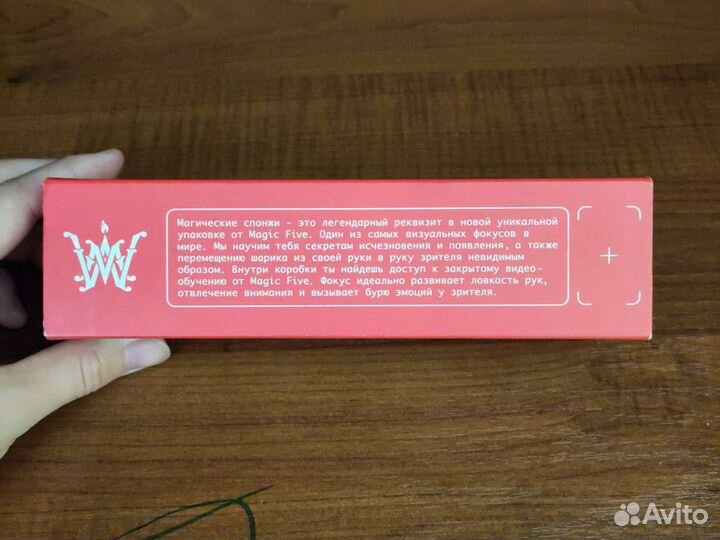 Магические спонжи - это легендарный реквизит в новой уникальной
упаковке от Magic Five. Один из самых визуальных фокусов в
мире. Мы научим тебя секретам исчезновения и появления, а также
перемещению шарика из своей руки в руку зрителя невидимым
образом. Внутри коробки ты найдешь доступ к закрытому видео-
обучению от Magic Five. Фокус идеально развивает ловкость рук,
отвлечение внимания и вызывает бурю эмоций у зрителя.
Avito